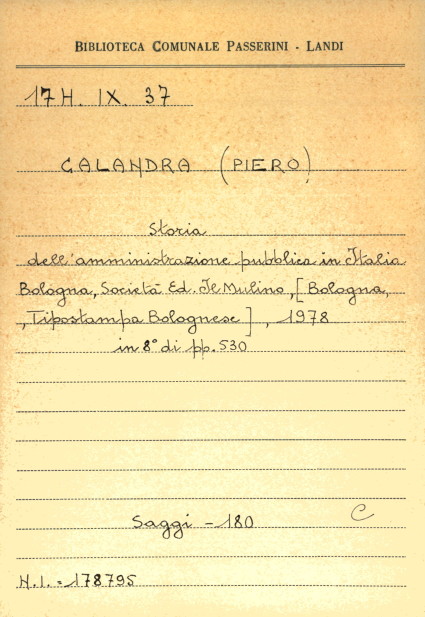 BIBLIOTECA COMUNALE PASSERINI - LANDI
17 H. IX. 37
CALANDRA (PIERO)
Storia
dell'amministrazione pubblica in Italia
Bologna, Società Ed. Il Mulino, [Bologna,
, Tipostampa Bolognese], 1978
in 8° di pp. 530
Saggi - 180 C
N.I. = 178795